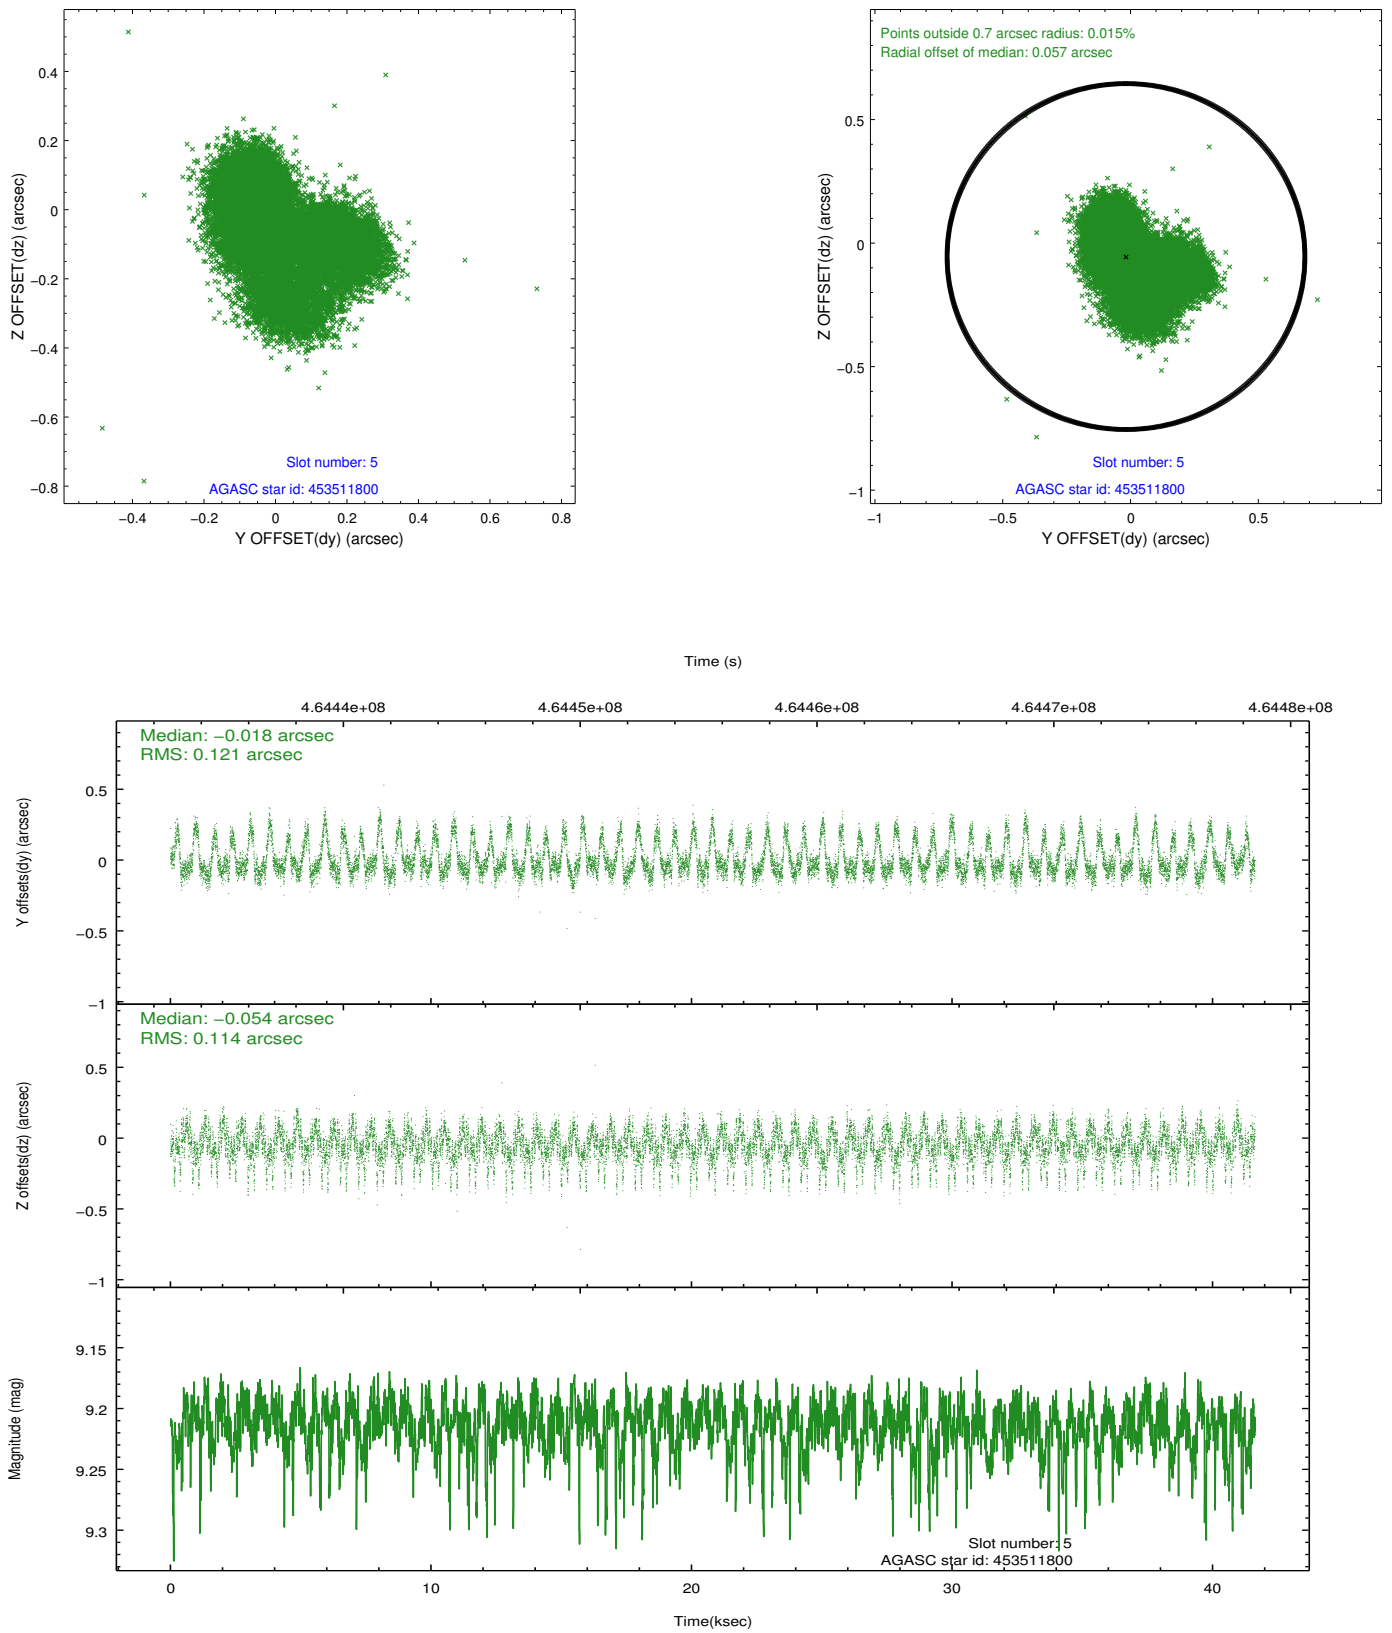 0.4
0.2
0
−0.2
−0.4
−0.6
−0.8
Z OFFSET(dz) (arcsec)
Slot number: 5
AGASC star id: 453511800
−0.4 −0.2 0 0.2 0.4 0.6 0.8
Y OFFSET(dy) (arcsec)
Points outside 0.7 arcsec radius: 0.015%
Radial offset of median: 0.057 arcsec
0.5
0
−0.5
−1
Z OFFSET(dz) (arcsec)
Slot number: 5
AGASC star id: 453511800
−1 −0.5 0 0.5
Y OFFSET(dy) (arcsec)
Time (s)
4.6444e+08 4.6445e+08 4.6446e+08 4.6447e+08 4.6448e+08
Median: −0.018 arcsec
RMS: 0.121 arcsec
0.5
0
−0.5
−1
Y offsets(dy) (arcsec)
Median: −0.054 arcsec
RMS: 0.114 arcsec
0.5
0
−0.5
−1
Z offsets(dz) (arcsec)
9.15
9.2
9.25
9.3
Magnitude (mag)
Slot number: 5
AGASC star id: 453511800
0 10 20 30 40
Time(ksec)